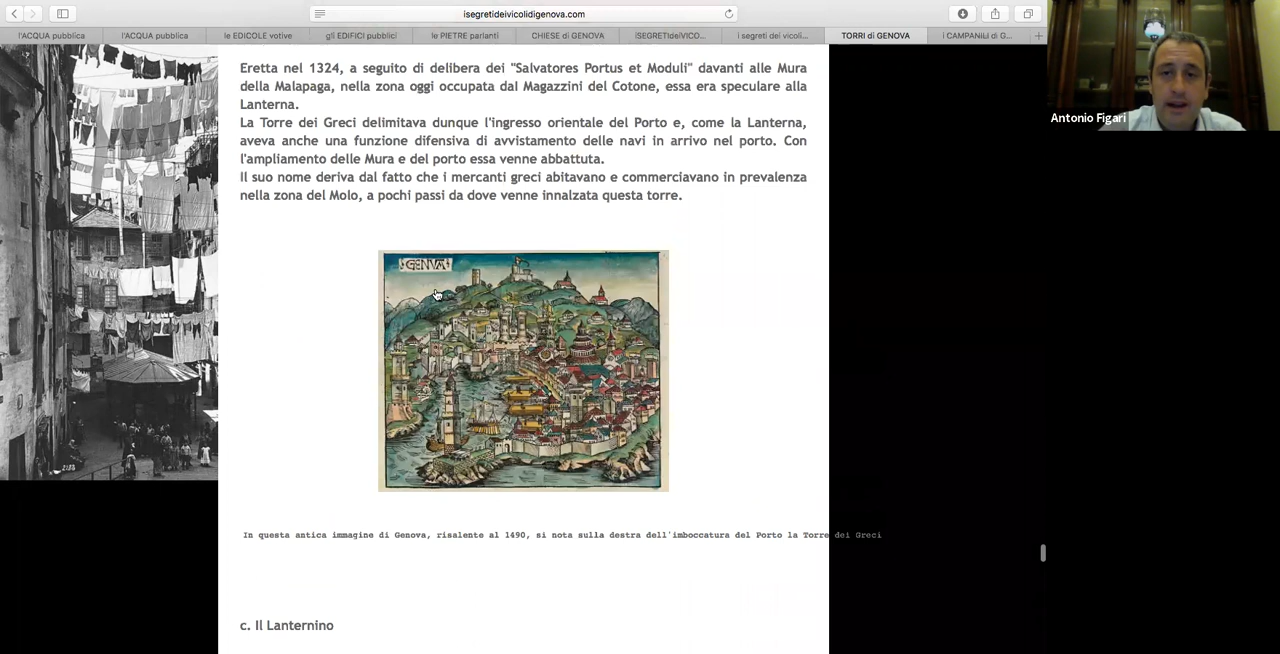 isegretideivicolidigenova.com
l'ACQUA pubblica
l'ACQUA pubblica
le EDICOLE votive
gli EDIFICI pubblici
le PIETRE parlanti
CHIESE di GENOVA
iSEGRETIdeiVICO...
i segreti dei vicoli...
TORRI di GENOVA
i CAMPANILI di G...
Antonio Figari
Eretta nel 1324, a seguito di delibera dei "Salvatores Portus et Moduli" davanti alle Mura
della Malapaga, nella zona oggi occupata dal Magazzini del Cotone, essa era speculare alla
Lanterna.
La Torre dei Greci delimitava dunque l'ingresso orientale del Porto e, come la Lanterna,
aveva anche una funzione difensiva di avvistamento delle navi in arrivo nel porto. Con
l'ampliamento delle Mura e del porto essa venne abbattuta.
Il suo nome deriva dal fatto che i mercanti greci abitavano e commerciavano in prevalenza
nella zona del Molo, a pochi passi da dove venne innalzata questa torre.
GENVA
In questa antica immagine di Genova, risalente al 1490, si nota sulla destra dell'imboccatura del Porto la Torre dei Greci
c. Il Lanternino